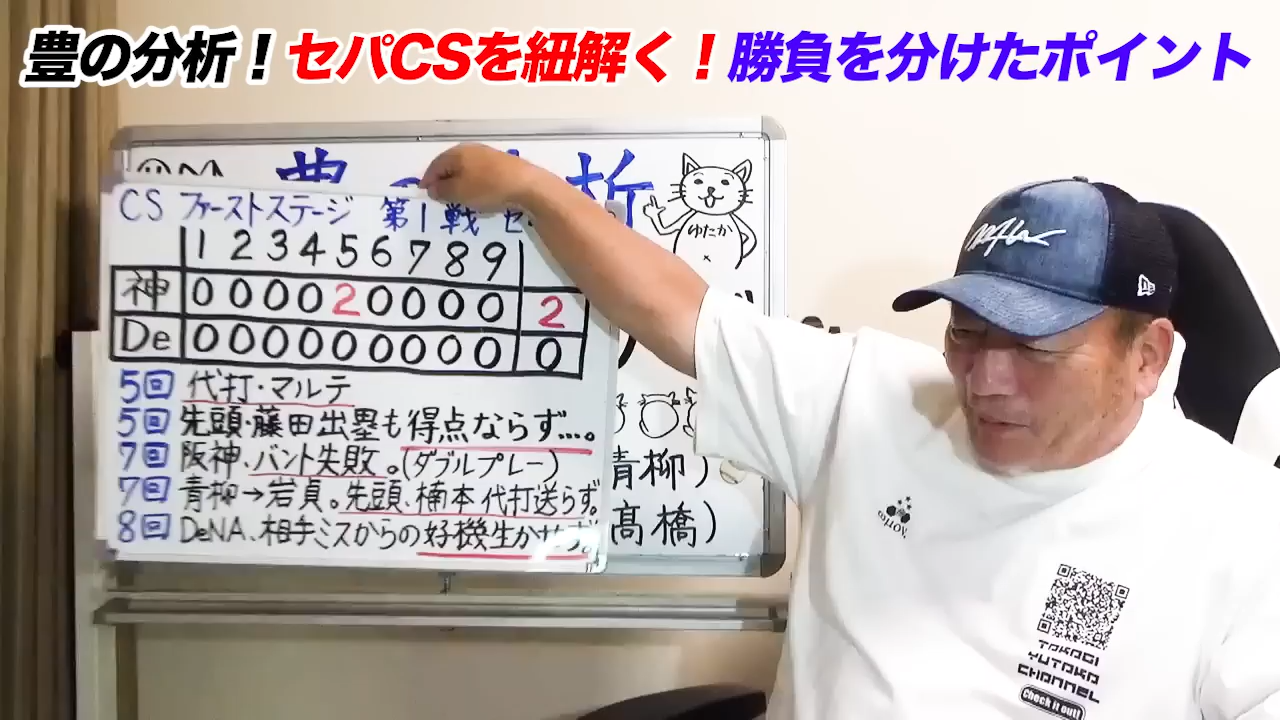 豊の分析！セパCSを紐解く！勝負を分けたポイント
豊の析
ゆたか
CS ファーストステージ 第1戦 セ
1 2 3 4 5 6 7 8 9
神 0 0 0 0 2 0 0 0 0 2
De 0 0 0 0 0 0 0 0 0 0
5回 代打・マルテ
5回 先頭・藤田出塁も得点ならず…。
7回 阪神、バント失敗。(ダブルプレー)
7回 青柳→岩貞。先頭、楠本代打送らず。
8回 DeNA、相手ミスからの好機生かせず。
青柳)
髙橋)
TAKAGI
YUTAKA
CHANNEL
Check it out!